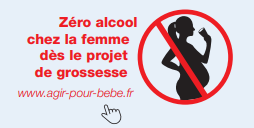 Zéro alcool
chez la femme
dès le projet
de grossesse
www.agir-pour-bebe.fr